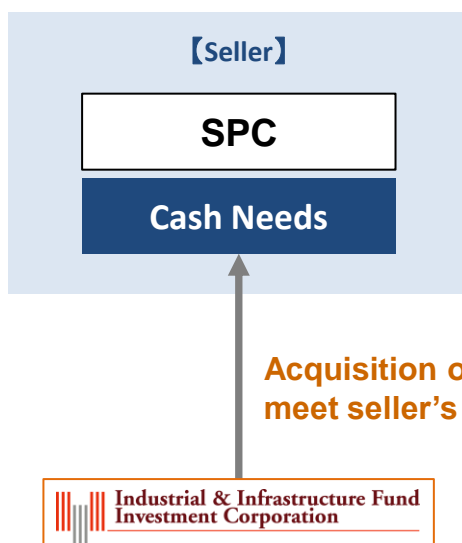 【Seller】
SPC
Cash Needs
Acquisition o
meet seller's
Industrial & Infrastructure Fund
Investment Corporation